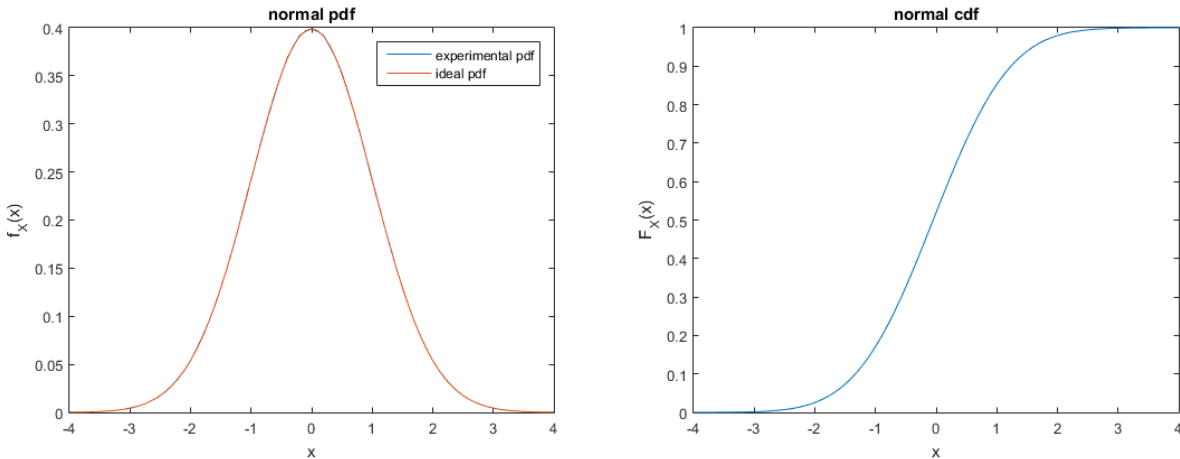 normal pdf
0.4
0.35
0.3
0.25
0.2
0.15
0.1
0.05
0
f_X(x)
experimental pdf
ideal pdf
-4 -3 -2 -1 0 1 2 3 4
x
normal cdf
1
0.9
0.8
0.7
0.6
0.5
0.4
0.3
0.2
0.1
0
F_X(x)
-4 -3 -2 -1 0 1 2 3 4
x